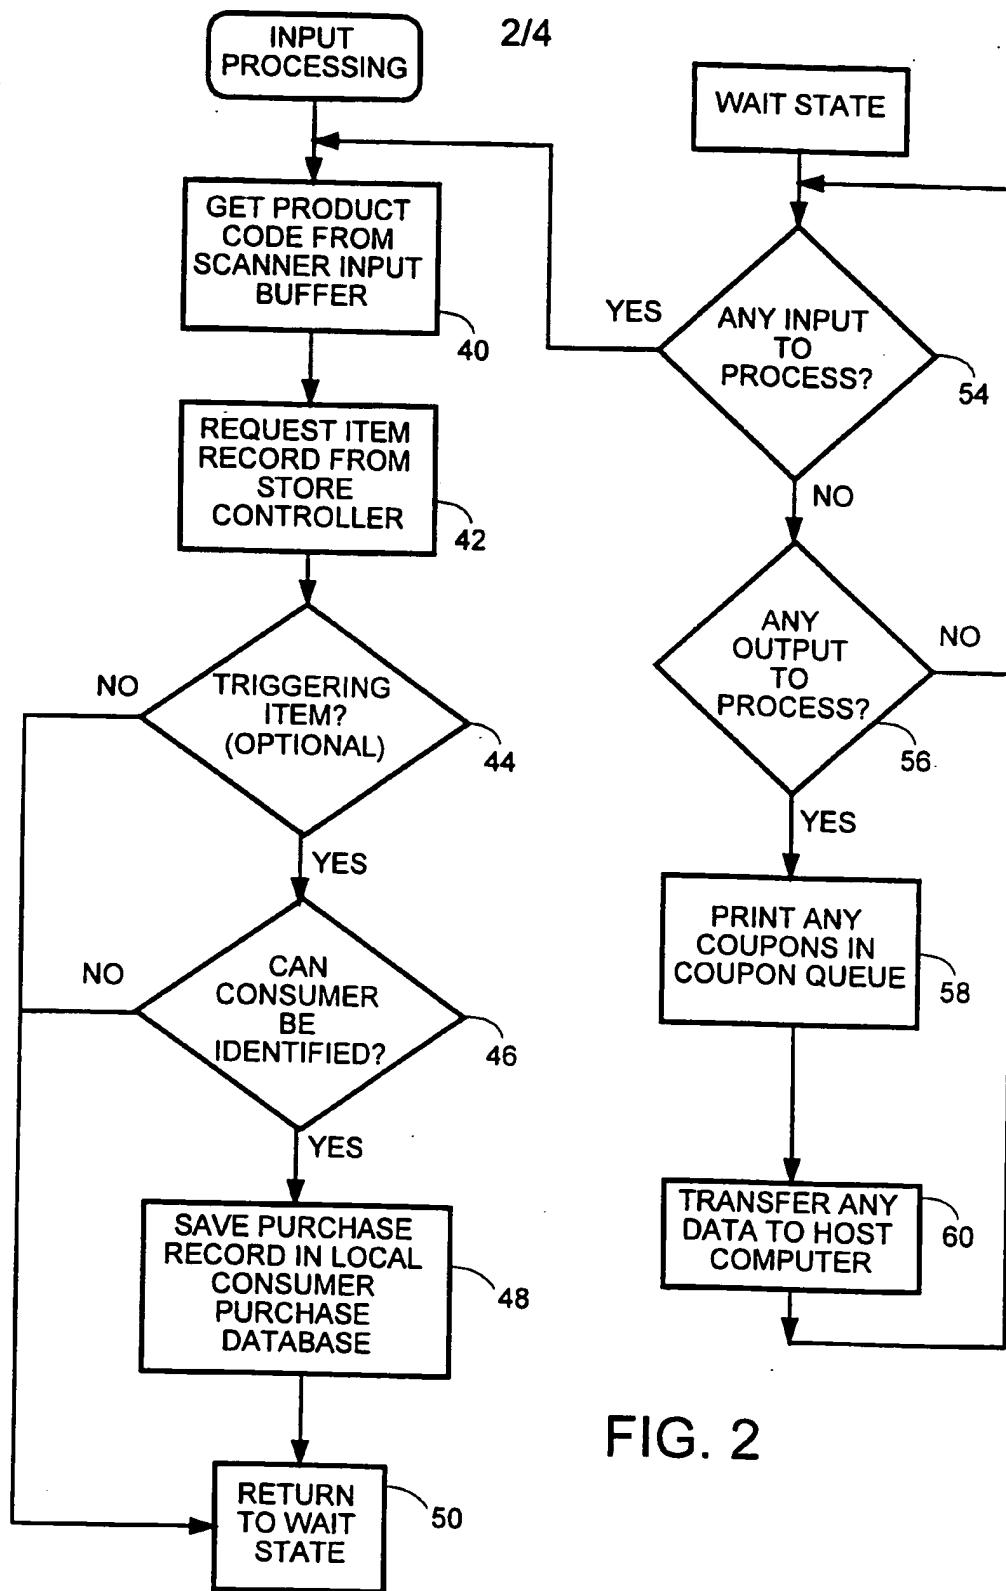 2/4
INPUT
PROCESSING
GET PRODUCT
CODE FROM
SCANNER INPUT
BUFFER
40
REQUEST ITEM
RECORD FROM
STORE
CONTROLLER
42
TRIGGERING
ITEM?
(OPTIONAL)
44
NO
YES
CAN
CONSUMER
BE
IDENTIFIED?
46
NO
YES
SAVE PURCHASE
RECORD IN LOCAL
CONSUMER
PURCHASE
DATABASE
48
RETURN
TO WAIT
STATE
50
WAIT STATE
ANY INPUT
TO
PROCESS?
54
YES
NO
ANY
OUTPUT
TO
PROCESS?
56
NO
YES
PRINT ANY
COUPONS IN
COUPON QUEUE
58
TRANSFER ANY
DATA TO HOST
COMPUTER
60
FIG. 2